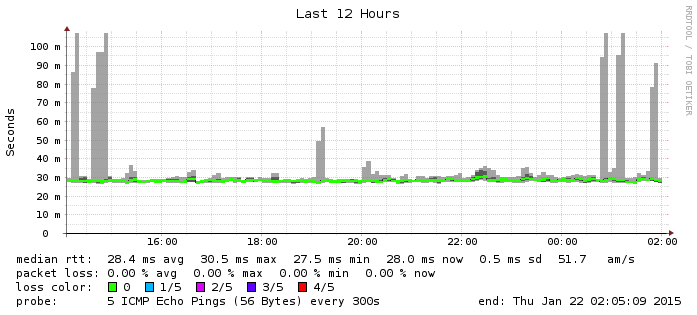 Last 12 Hours
RRDTOOL / TOBI OETIKER
Seconds
100 m
90 m
80 m
70 m
60 m
50 m
40 m
30 m
20 m
10 m
0
16:00 18:00 20:00 22:00 00:00 02:00
median rtt: 28.4 ms avg 30.5 ms max 27.5 ms min 28.0 ms now 0.5 ms sd 51.7 am/s
packet loss: 0.00 % avg 0.00 % max 0.00 % min 0.00 % now
loss color: 0 1/5 2/5 3/5 4/5
probe: 5 ICMP Echo Pings (56 Bytes) every 300s end: Thu Jan 22 02:05:09 2015